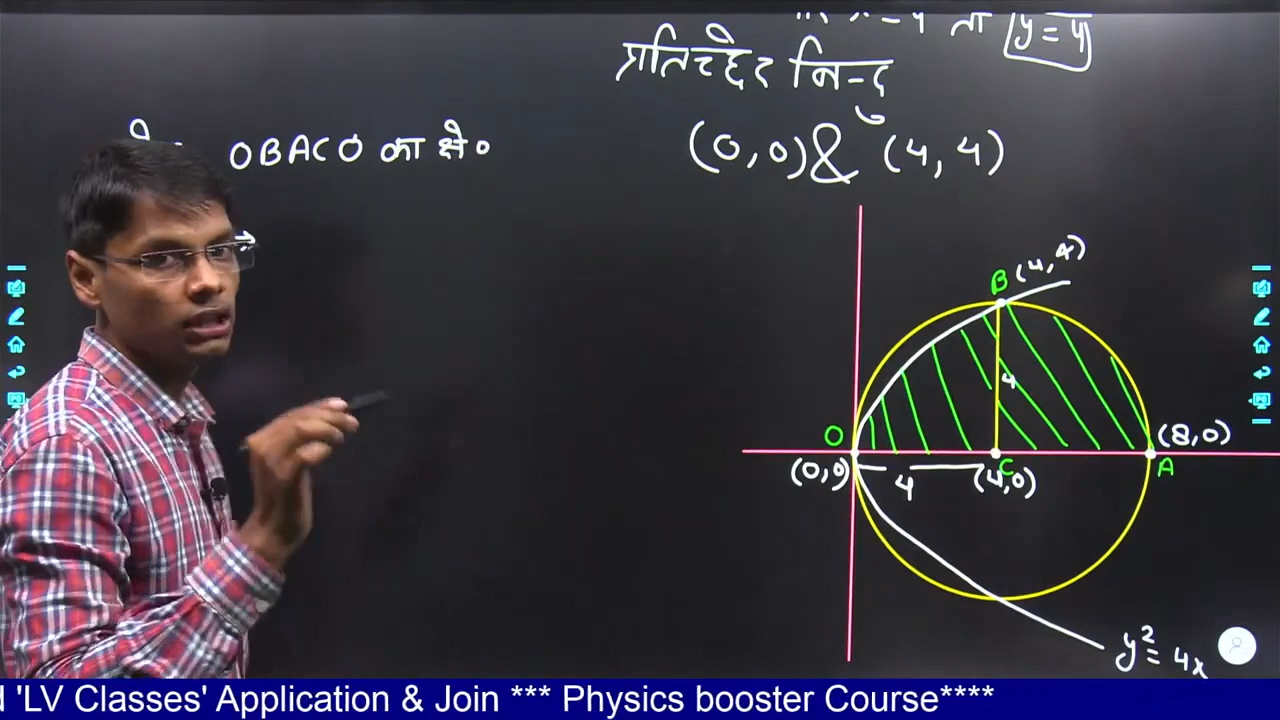 y = 4
प्रतिच्छेद बिन्दु
(0,0) & (4,4)
OBACO का क्षे०
B (4,4)
4
O
(8,0)
(0,0)
4
C
(4,0)
A
y² = 4x
'LV Classes' Application & Join *** Physics booster Course****